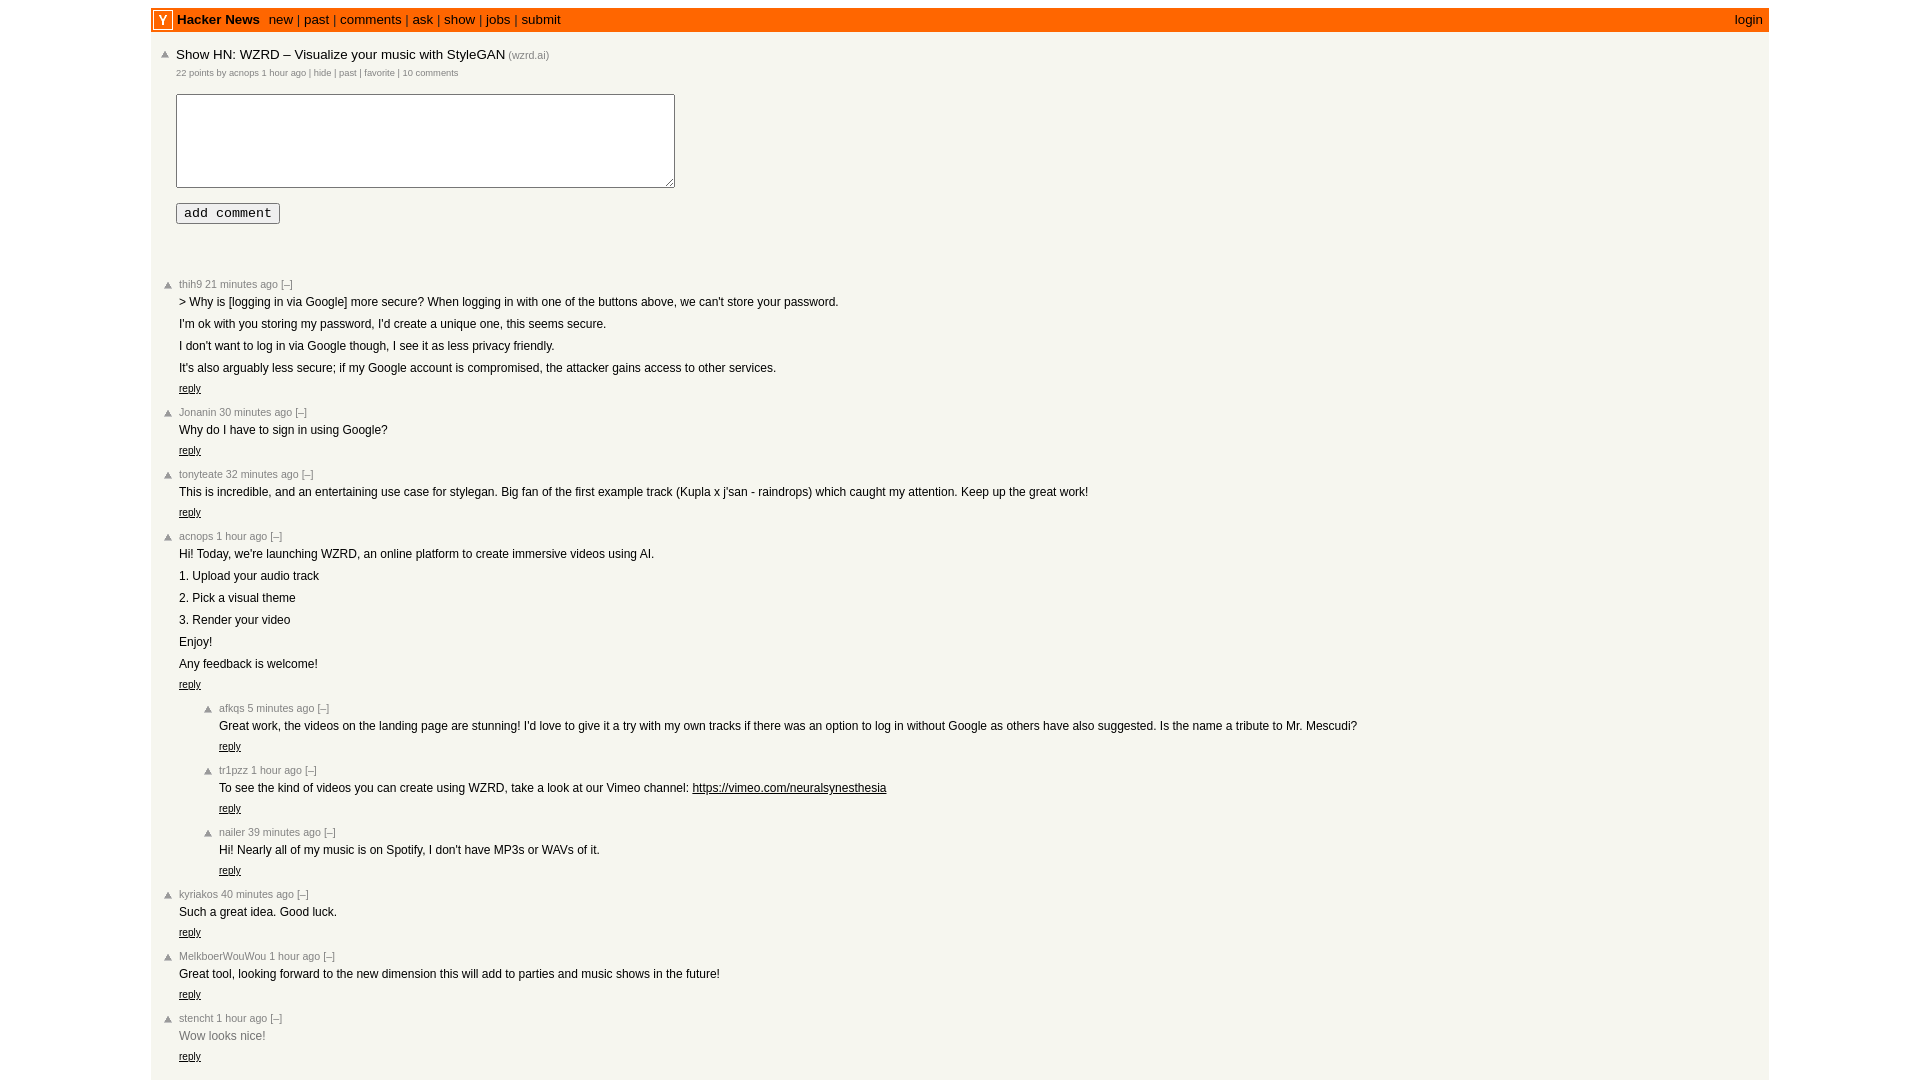 Y Hacker News new | past | comments | ask | show | jobs | submit login
Show HN: WZRD – Visualize your music with StyleGAN (wzrd.ai)
22 points by acnops 1 hour ago | hide | past | favorite | 10 comments
add comment
thih9 21 minutes ago [–]
> Why is [logging in via Google] more secure? When logging in with one of the buttons above, we can't store your password.
I'm ok with you storing my password, I'd create a unique one, this seems secure.
I don't want to log in via Google though, I see it as less privacy friendly.
It's also arguably less secure; if my Google account is compromised, the attacker gains access to other services.
reply
Jonanin 30 minutes ago [–]
Why do I have to sign in using Google?
reply
tonyteate 32 minutes ago [–]
This is incredible, and an entertaining use case for stylegan. Big fan of the first example track (Kupla x j'san - raindrops) which caught my attention. Keep up the great work!
reply
acnops 1 hour ago [–]
Hi! Today, we're launching WZRD, an online platform to create immersive videos using AI.
1. Upload your audio track
2. Pick a visual theme
3. Render your video
Enjoy!
Any feedback is welcome!
reply
afkqs 5 minutes ago [–]
Great work, the videos on the landing page are stunning! I'd love to give it a try with my own tracks if there was an option to log in without Google as others have also suggested. Is the name a tribute to Mr. Mescudi?
reply
tr1pzz 1 hour ago [–]
To see the kind of videos you can create using WZRD, take a look at our Vimeo channel: https://vimeo.com/neuralsynesthesia
reply
nailer 39 minutes ago [–]
Hi! Nearly all of my music is on Spotify, I don't have MP3s or WAVs of it.
reply
kyriakos 40 minutes ago [–]
Such a great idea. Good luck.
reply
MelkboerWouWou 1 hour ago [–]
Great tool, looking forward to the new dimension this will add to parties and music shows in the future!
reply
stencht 1 hour ago [–]
Wow looks nice!
reply